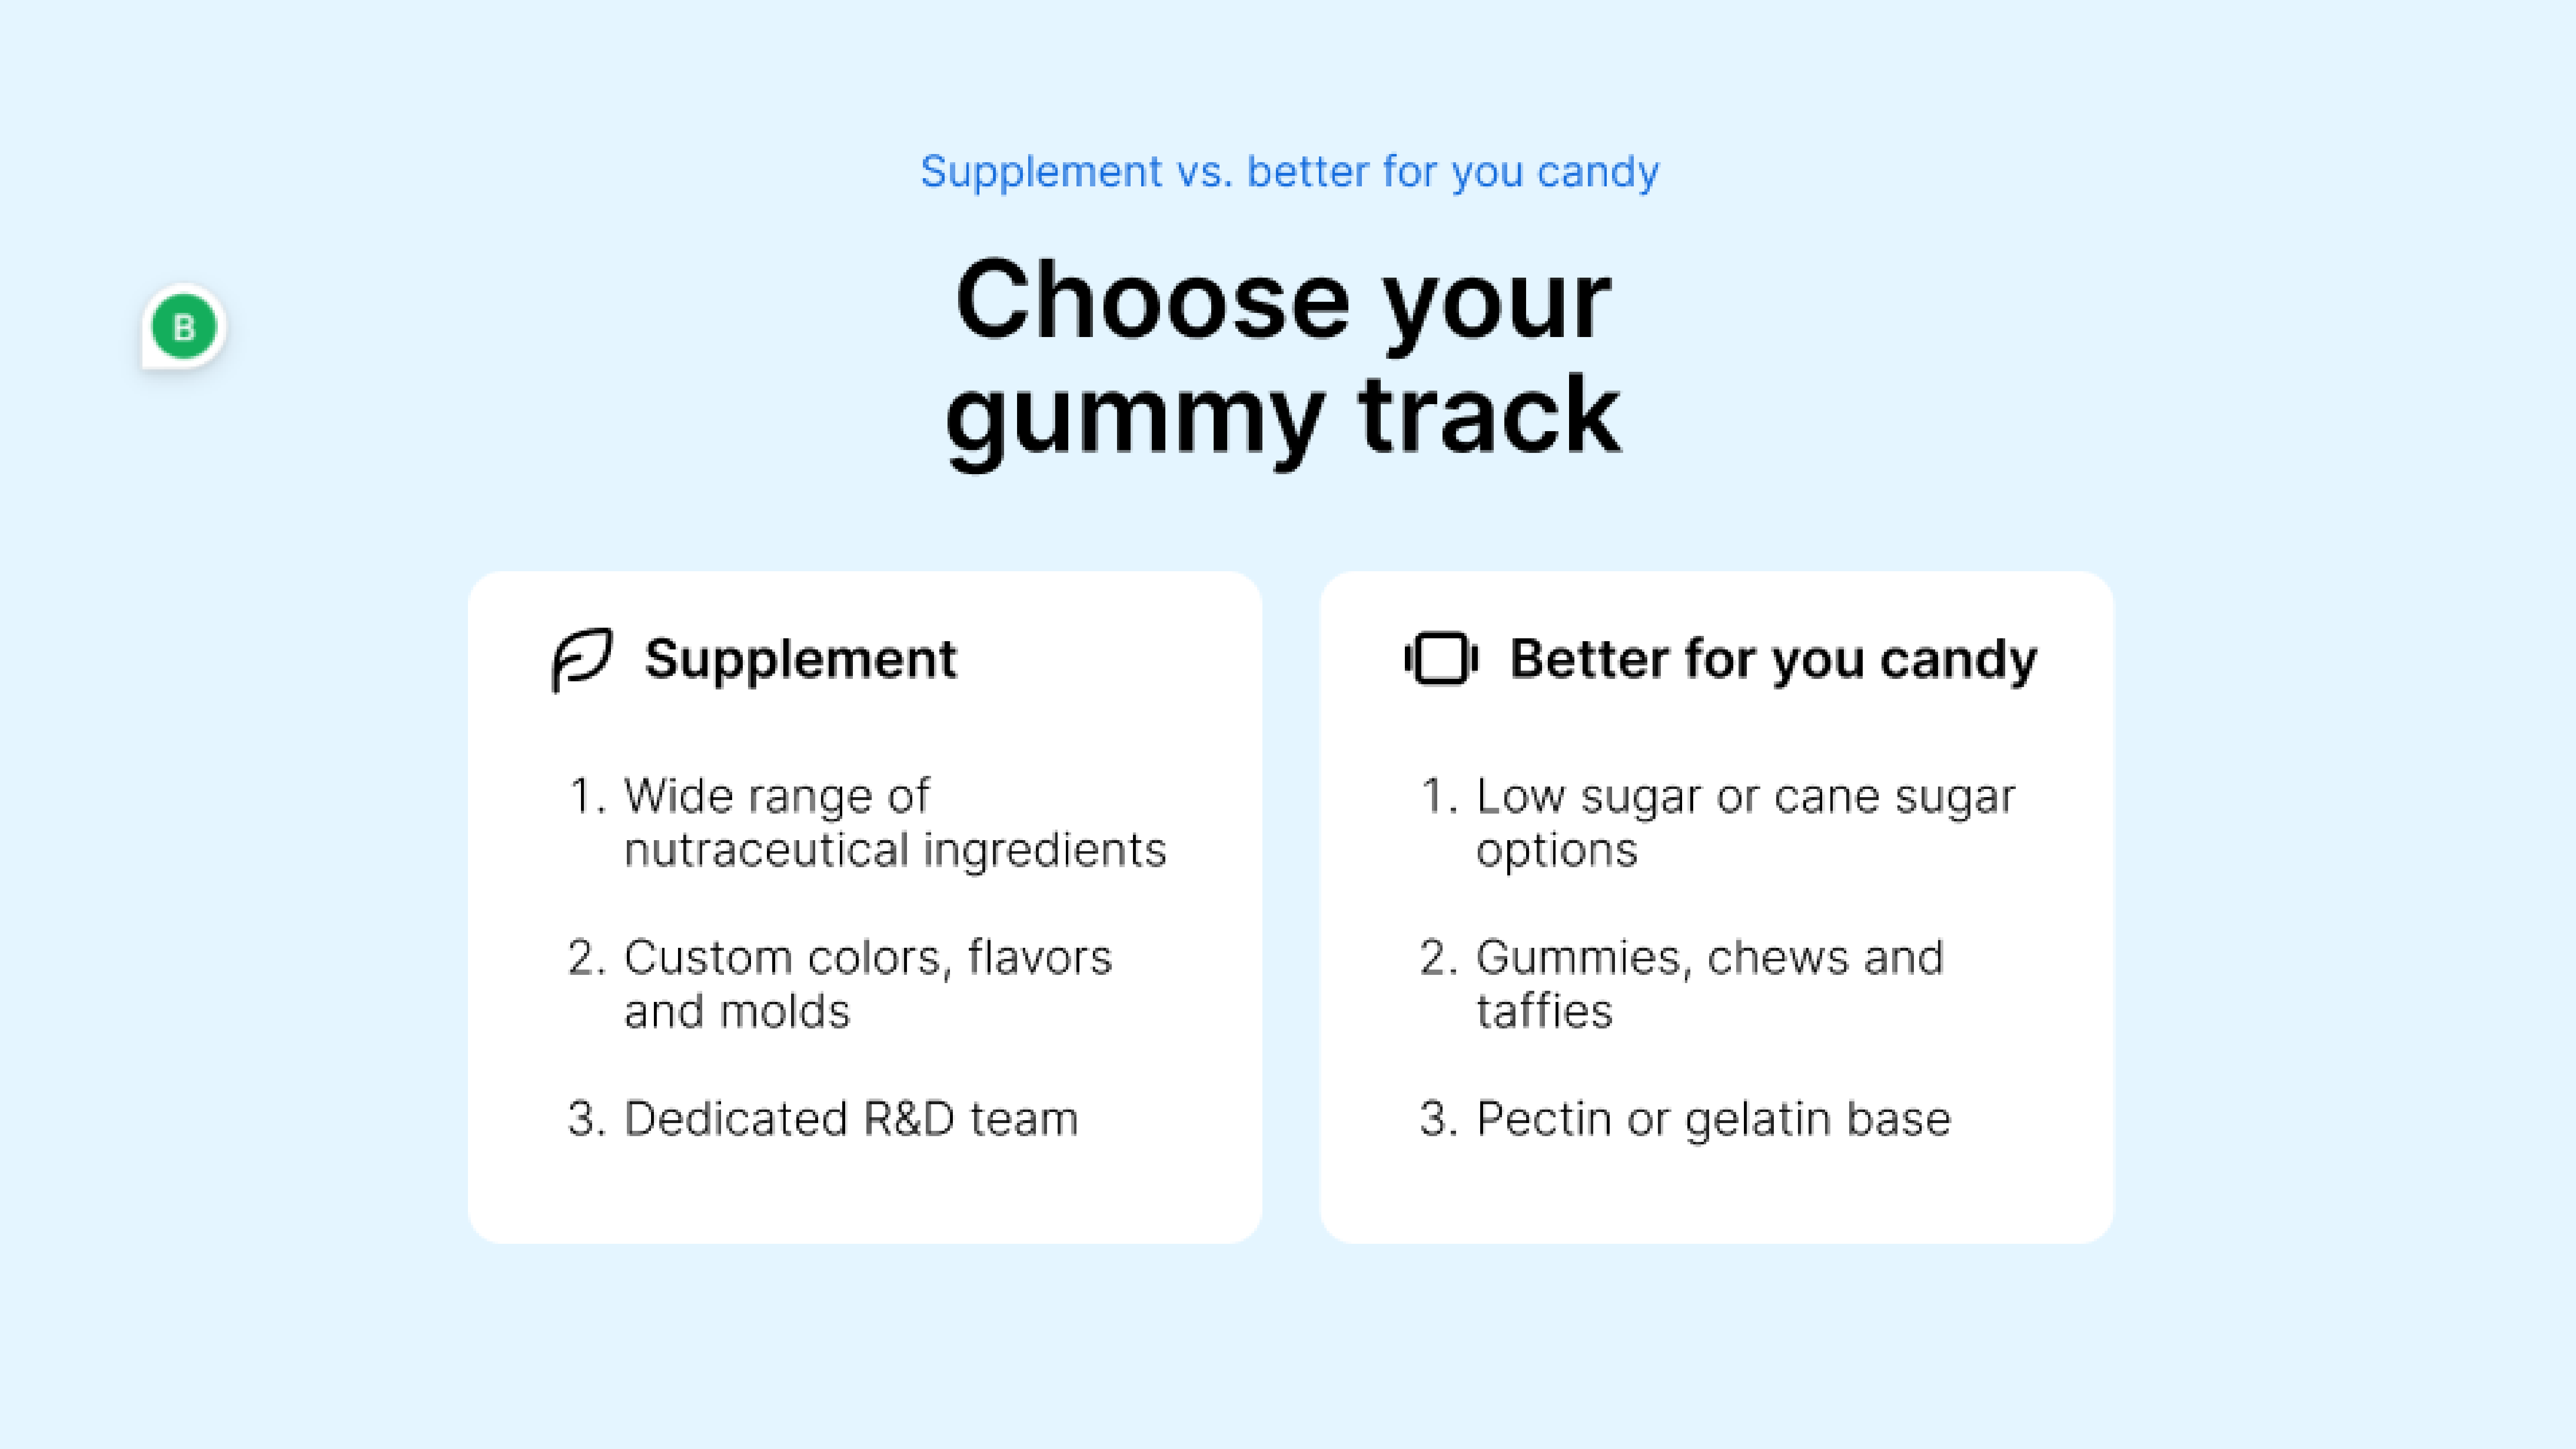 Supplement vs. better for you candy
Choose your
gummy track
B
Supplement
1. Wide range of
nutraceutical ingredients
2. Custom colors, flavors
and molds
3. Dedicated R&D team
Better for you candy
1. Low sugar or cane sugar
options
2. Gummies, chews and
taffies
3. Pectin or gelatin base